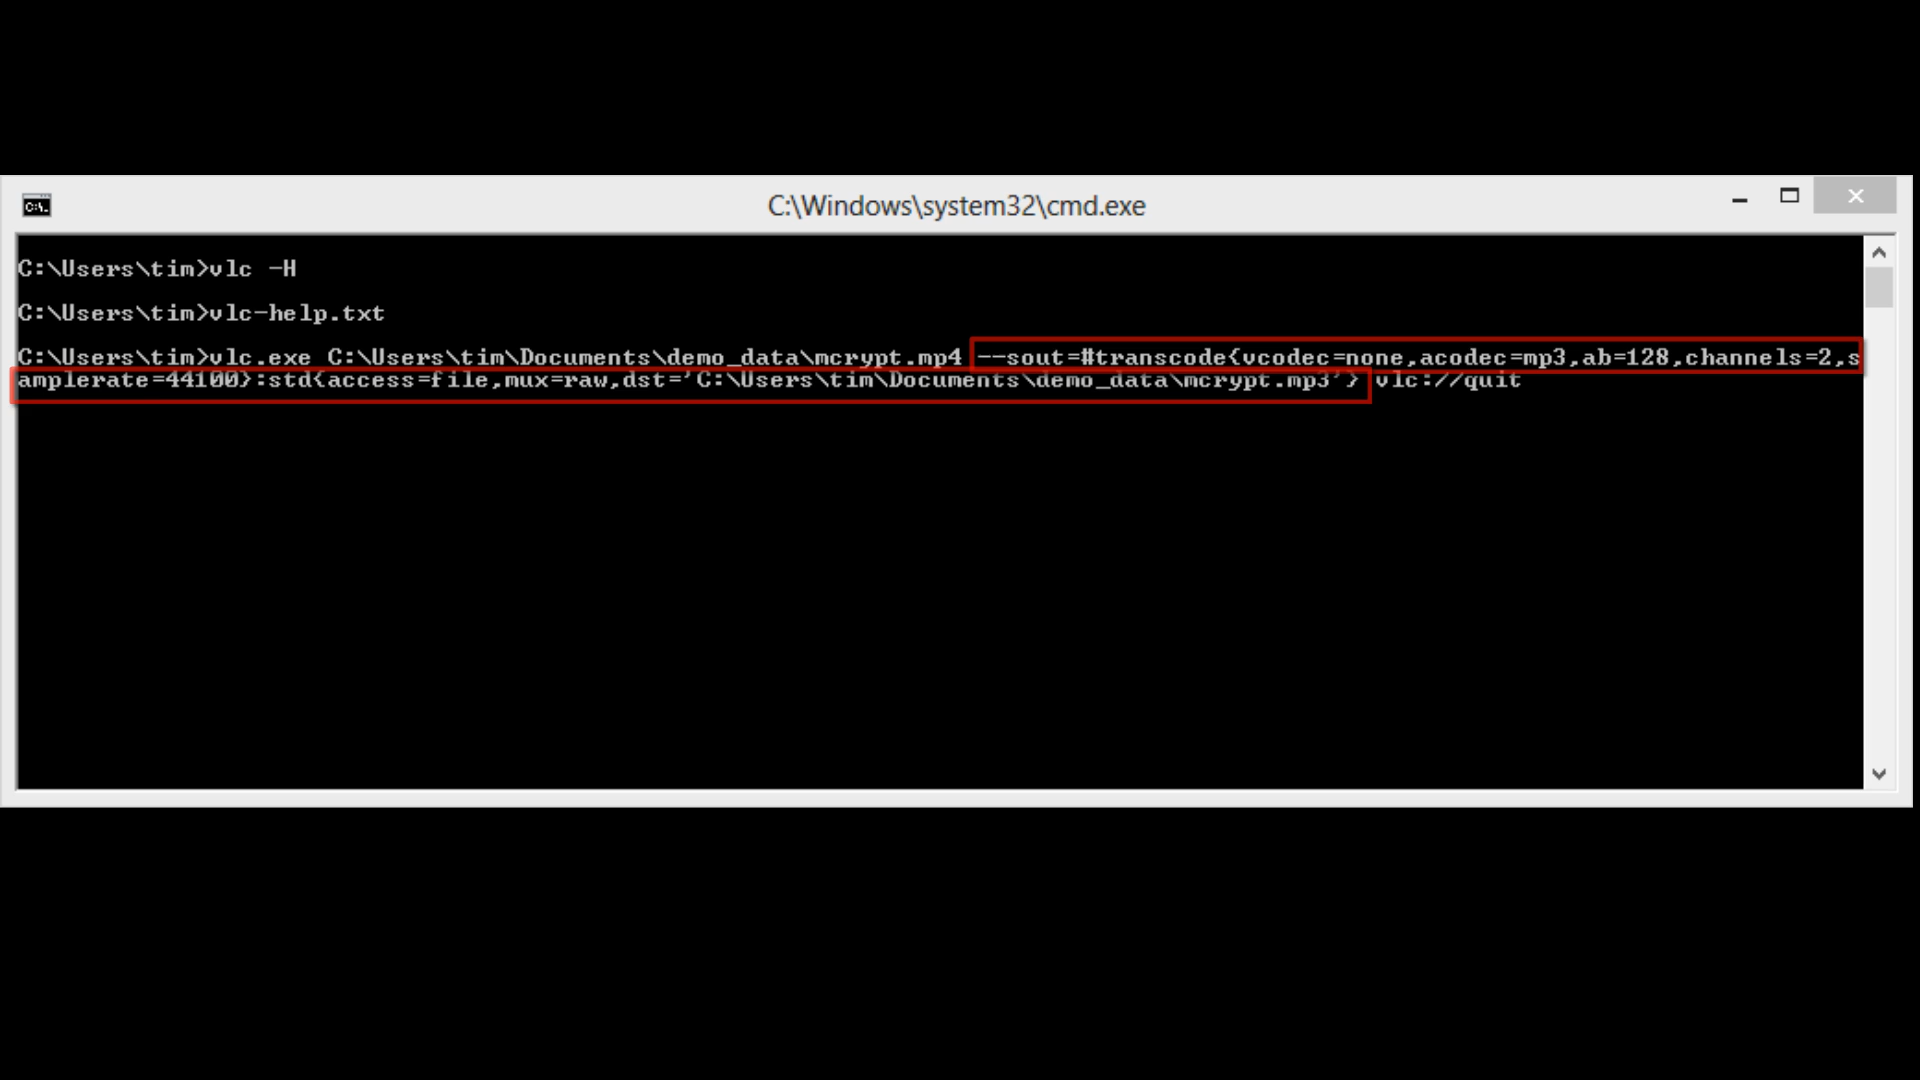 C:\.
C:\Windows\system32\cmd.exe
C:\Users\tim>vlc -H
C:\Users\tim>vlc-help.txt
C:\Users\tim>vlc.exe C:\Users\tim\Documents\demo_data\mcrypt.mp4 --sout=#transcode{vcodec=none,acodec=mp3,ab=128,channels=2,s
amplerate=44100}:std{access=file,mux=raw,dst='C:\Users\tim\Documents\demo_data\mcrypt.mp3'} vlc://quit